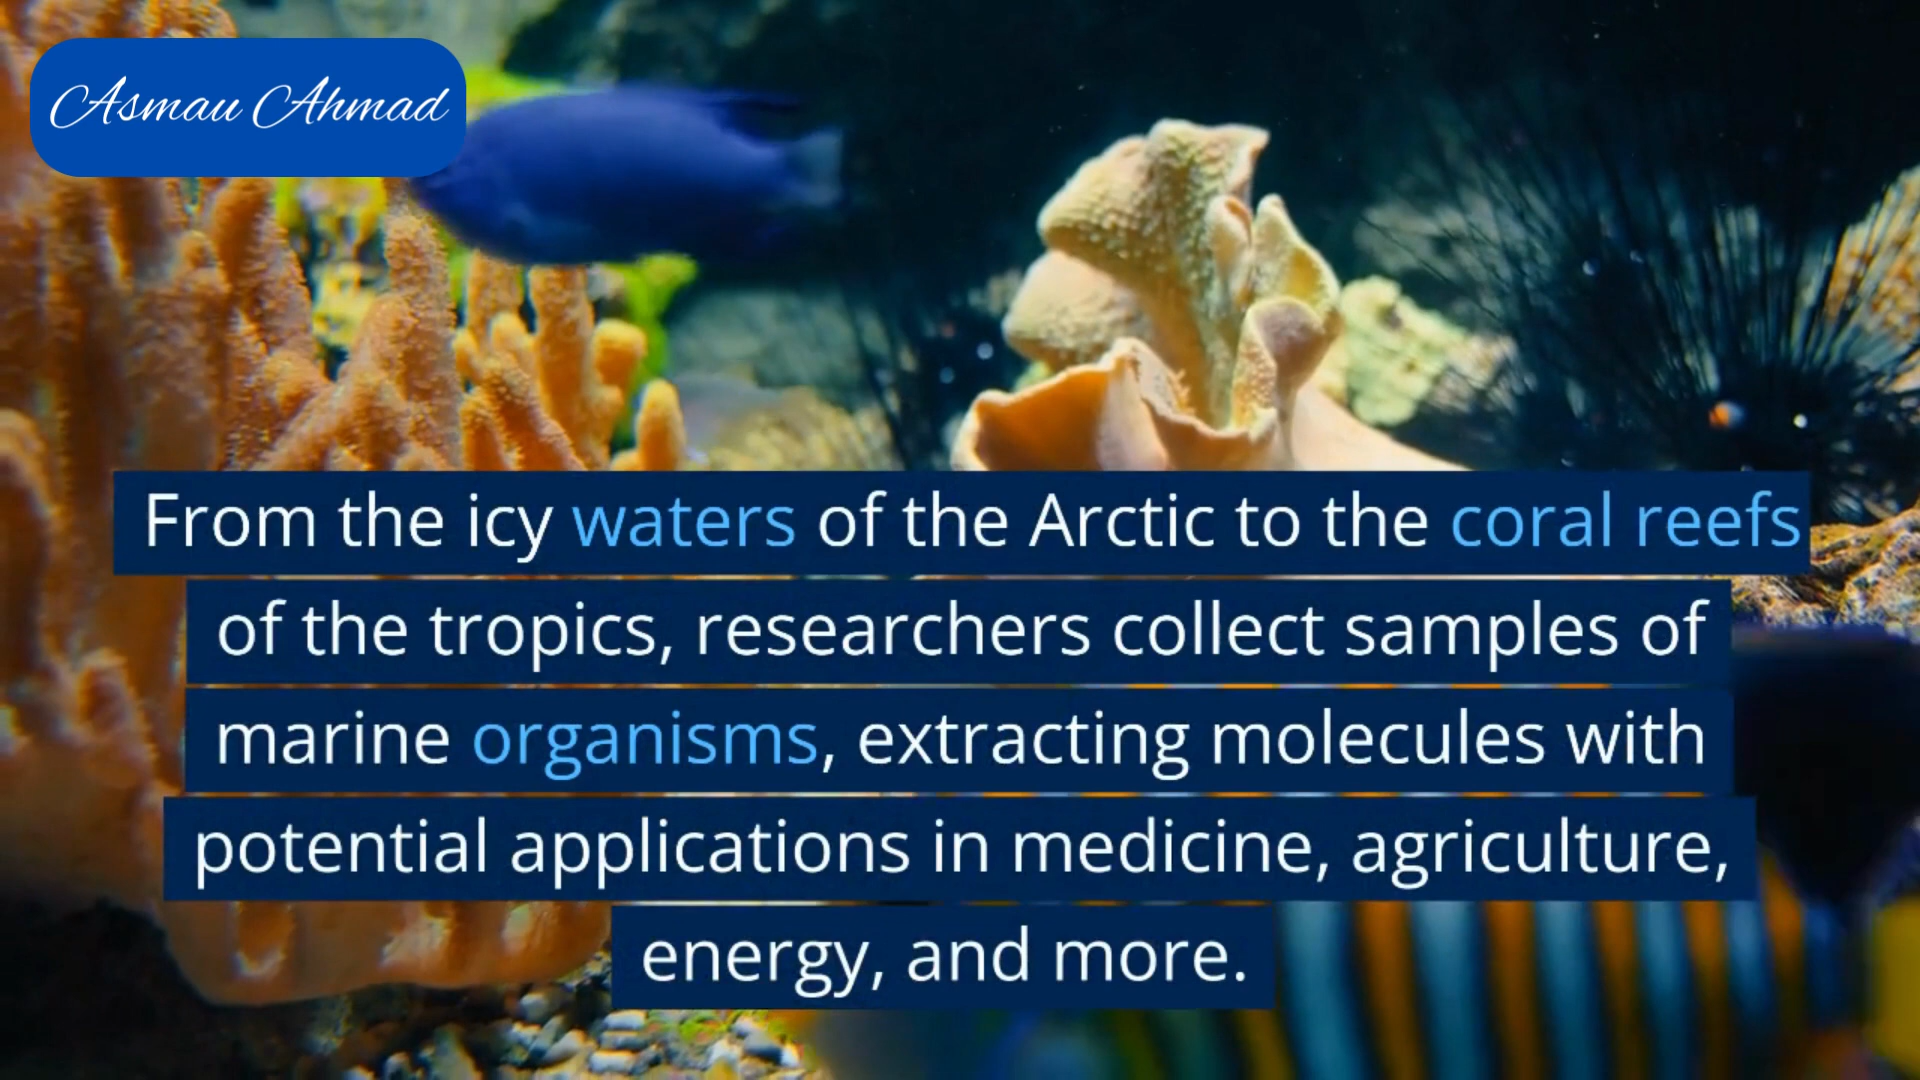 Asmau Ahmad
From the icy waters of the Arctic to the coral reefs
of the tropics, researchers collect samples of
marine organisms, extracting molecules with
potential applications in medicine, agriculture,
energy, and more.